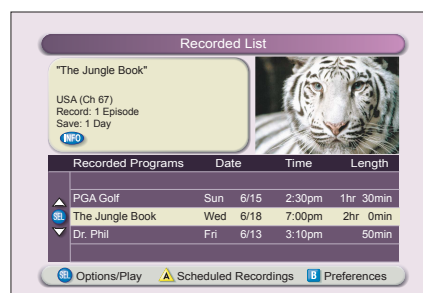 Recorded List
"The Jungle Book"
USA (Ch 67)
Record: 1 Episode
Save: 1 Day
INFO
Recorded Programs Date Time Length
PGA Golf Sun 6/15 2:30pm 1hr 30min
SEL The Jungle Book Wed 6/18 7:00pm 2hr 0min
Dr. Phil Fri 6/13 3:10pm 50min
SEL Options/Play A Scheduled Recordings B Preferences